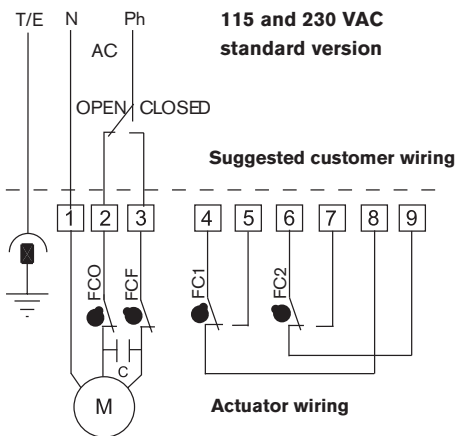 T/E N Ph 115 and 230 VAC
AC standard version
OPEN CLOSED
Suggested customer wiring
1 2 3 4 5 6 7 8 9
FCO FCF FC1 FC2
C
M Actuator wiring